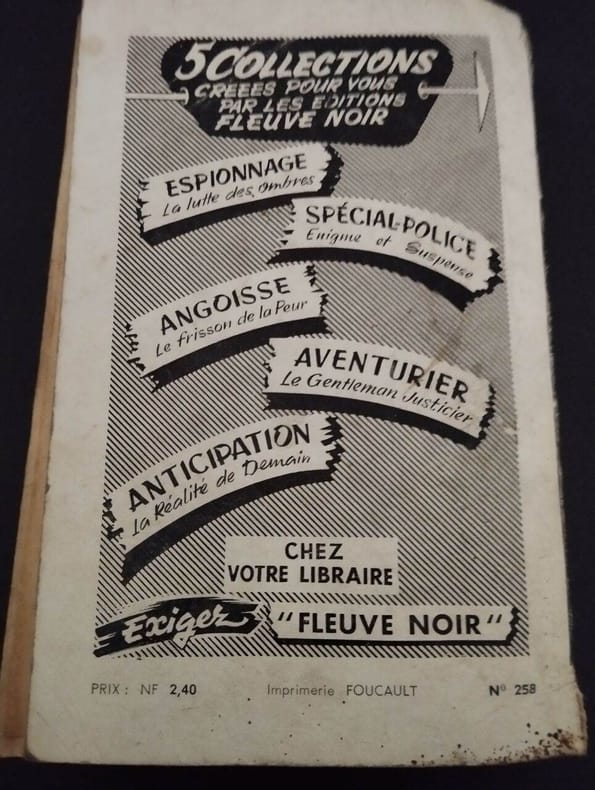 5 COLLECTIONS
CRÉÉES POUR VOUS
PAR LES EDITIONS
FLEUVE NOIR
ESPIONNAGE
La lutte des ombres
SPÉCIAL-POLICE
Enigme et Suspense
ANGOISSE
Le frisson de la Peur
AVENTURIER
Le Gentleman Justicier
ANTICIPATION
La Réalité de Demain
CHEZ
VOTRE LIBRAIRE
Exigez "FLEUVE NOIR"
PRIX : NF 2,40 Imprimerie FOUCAULT Nº 258